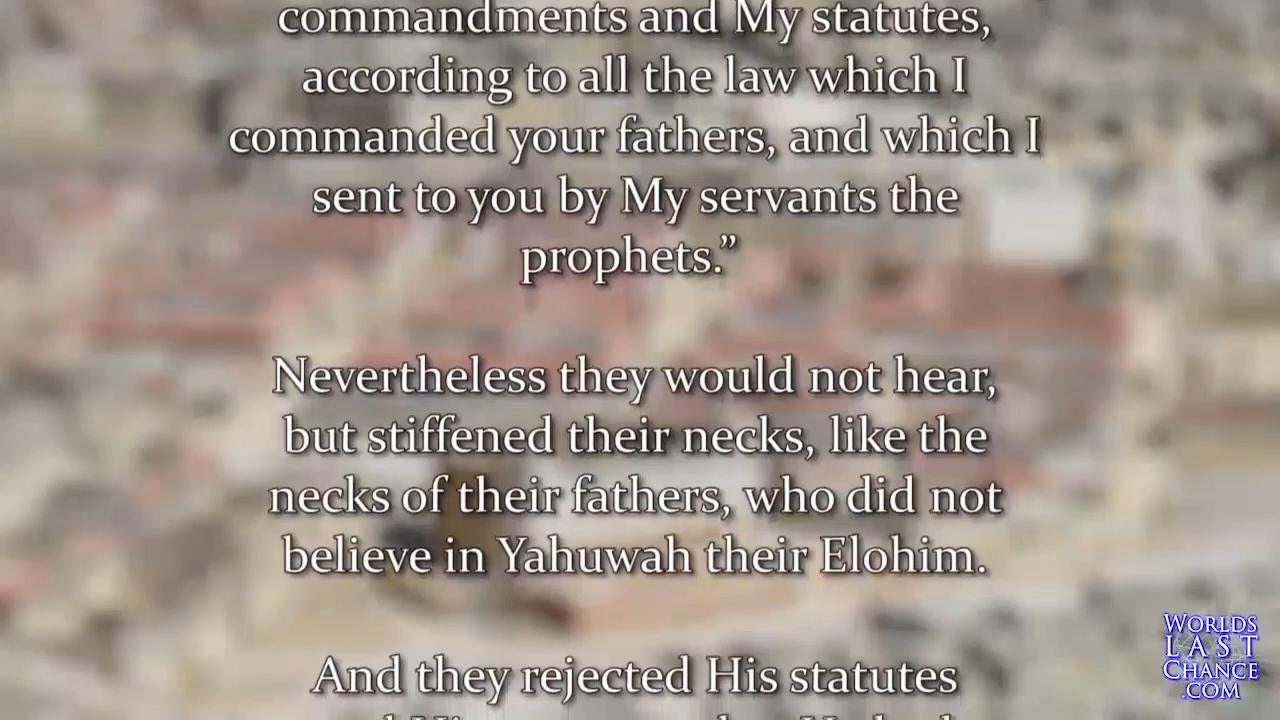 commandments and My statutes,
according to all the law which I
commanded your fathers, and which I
sent to you by My servants the
prophets.”
Nevertheless they would not hear,
but stiffened their necks, like the
necks of their fathers, who did not
believe in Yahuwah their Elohim.
And they rejected His statutes
WORLDS
LAST
CHANCE
.COM